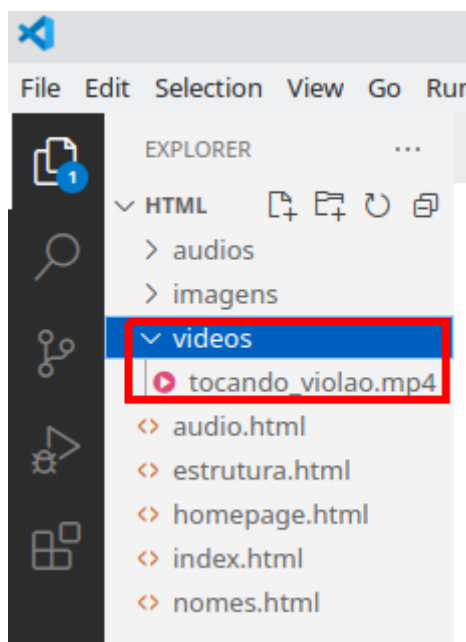 File Edit Selection View Go Run
EXPLORER ...
HTML
audios
imagens
videos
tocando_violao.mp4
<> audio.html
<> estrutura.html
<> homepage.html
<> index.html
<> nomes.html
1